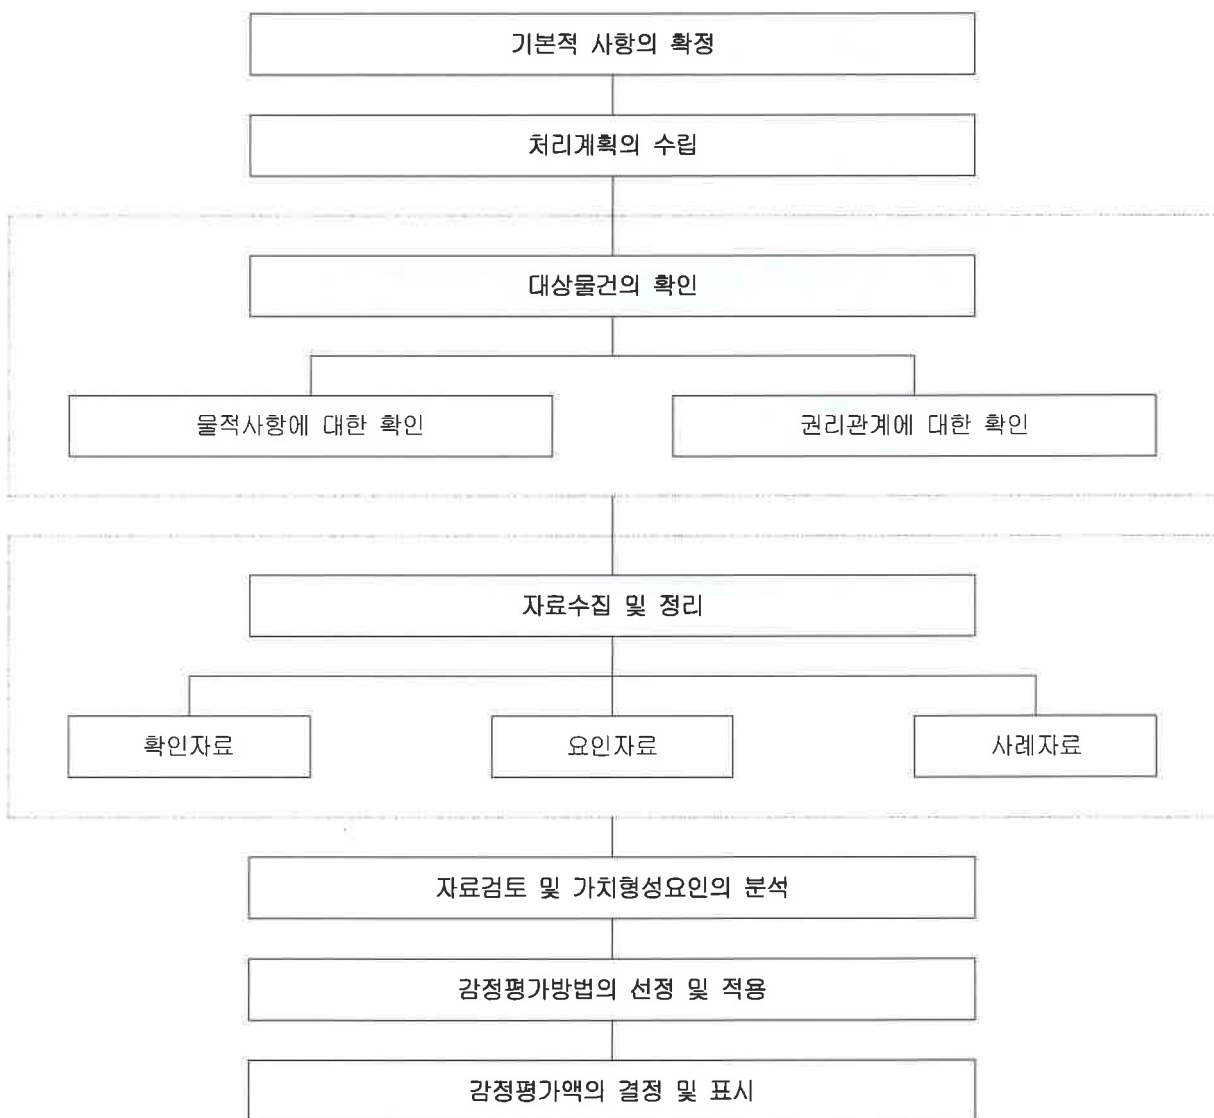 기본적 사항의 확정
처리계획의 수립
대상물건의 확인
물적사항에 대한 확인
권리관계에 대한 확인
자료수집 및 정리
확인자료
요인자료
사례자료
자료검토 및 가치형성요인의 분석
감정평가방법의 선정 및 적용
감정평가액의 결정 및 표시